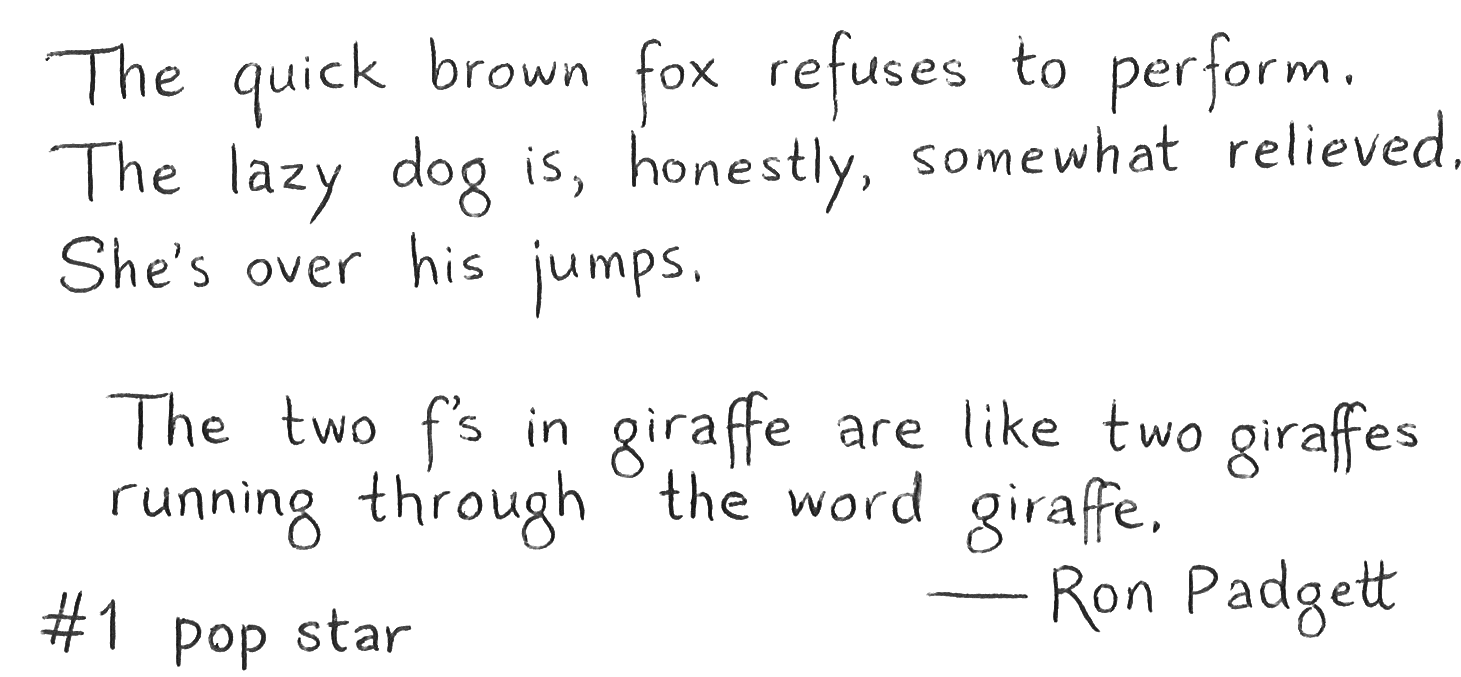 The quick brown fox refuses to perform.
The lazy dog is, honestly, somewhat relieved.
She's over his jumps.
The two f's in giraffe are like two giraffes
running through the word giraffe.
— Ron Padgett
#1 pop star